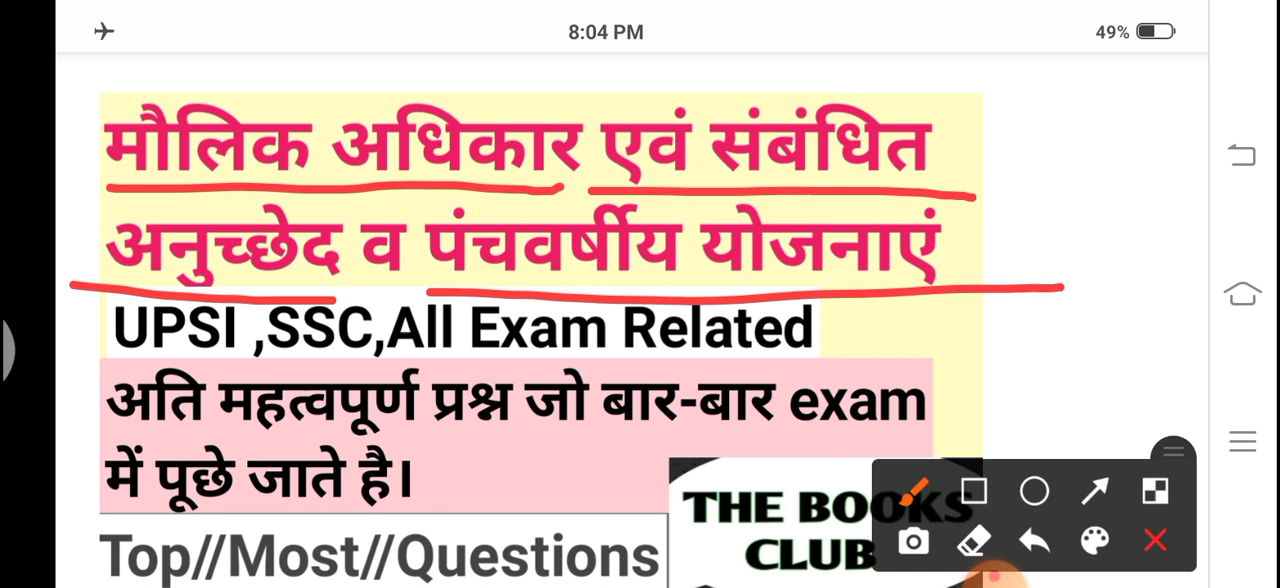 8:04 PM
49%
मौलिक अधिकार एवं संबंधित
अनुच्छेद व पंचवर्षीय योजनाएं
UPSI ,SSC,All Exam Related
अति महत्वपूर्ण प्रश्न जो बार-बार exam
में पूछे जाते है।
Top//Most//Questions
THE BOOKS
CLUB